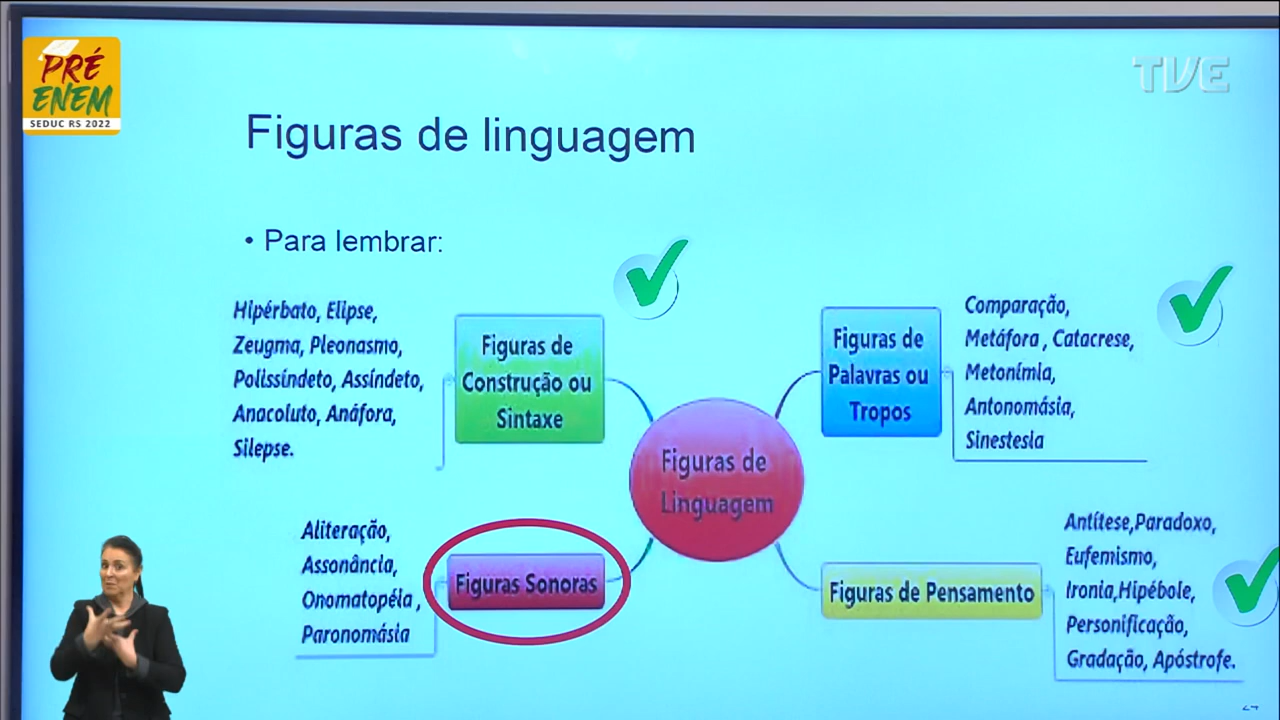 PRÉ
ENEM
SEDUC RS 2022
TVE
Figuras de linguagem
• Para lembrar:
Hipérbato, Elipse,
Zeugma, Pleonasmo,
Polissíndeto, Assíndeto,
Anacoluto, Anáfora,
Silepse.
Figuras de
Construção ou
Sintaxe
Figuras de
Palavras ou
Tropos
Comparação,
Metáfora , Catacrese,
Metonímia,
Antonomásia,
Sinestesia
Figuras de
Linguagem
Aliteração,
Assonância,
Onomatopéia ,
Paronomásia
Figuras Sonoras
Figuras de Pensamento
Antítese,Paradoxo,
Eufemismo,
Ironia,Hipébole,
Personificação,
Gradação, Apóstrofe.